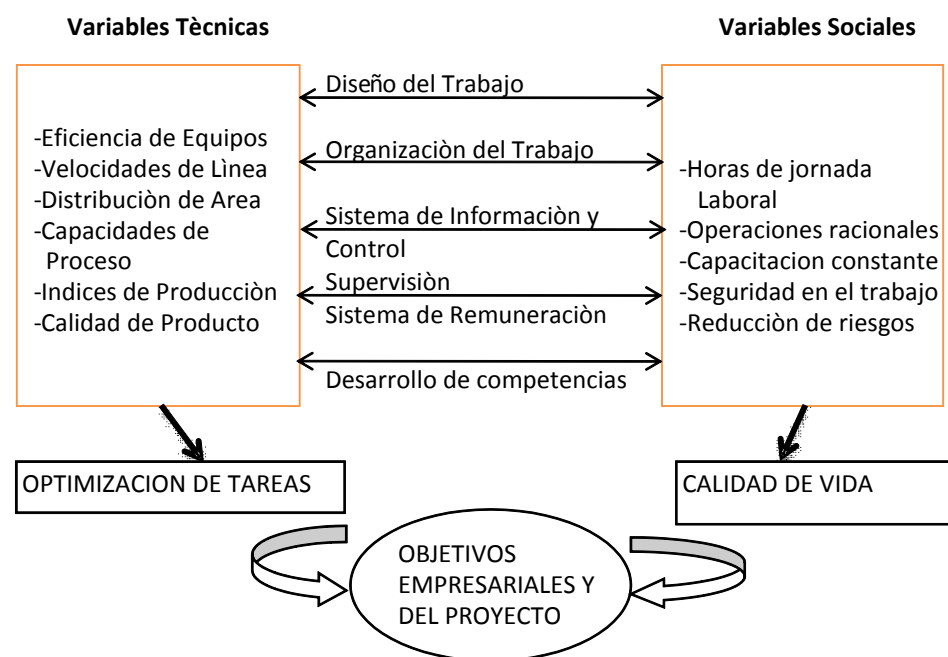 Variables Tècnicas
Variables Sociales
-Eficiencia de Equipos
-Velocidades de Lìnea
-Distribuciòn de Area
-Capacidades de
Proceso
-Indices de Producciòn
-Calidad de Producto
Diseño del Trabajo
Organizaciòn del Trabajo
Sistema de Informaciòn y
Control
Supervisiòn
Sistema de Remuneraciòn
Desarrollo de competencias
-Horas de jornada
Laboral
-Operaciones racionales
-Capacitacion constante
-Seguridad en el trabajo
-Reducciòn de riesgos
OPTIMIZACION DE TAREAS
CALIDAD DE VIDA
OBJETIVOS
EMPRESARIALES Y
DEL PROYECTO